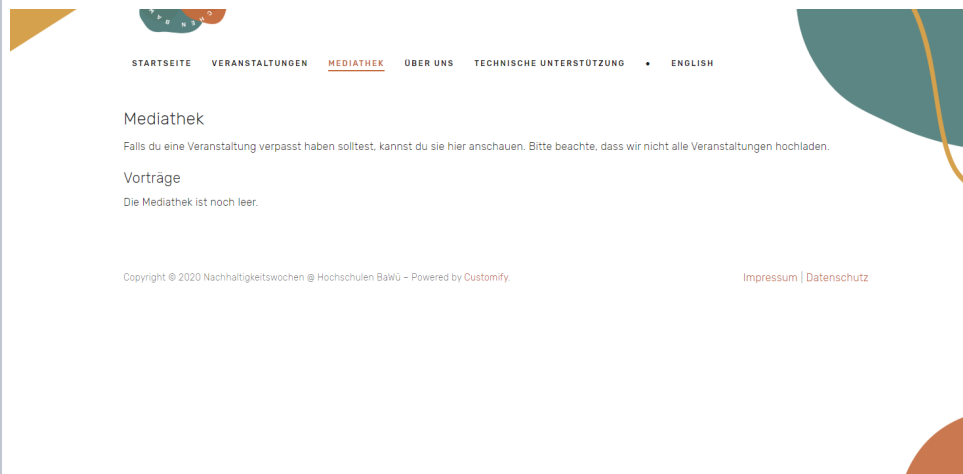 STARTSEITE VERANSTALTUNGEN MEDIATHEK ÜBER UNS TECHNISCHE UNTERSTÜTZUNG • ENGLISH
Mediathek
Falls du eine Veranstaltung verpasst haben solltest, kannst du sie hier anschauen. Bitte beachte, dass wir nicht alle Veranstaltungen hochladen.
Vorträge
Die Mediathek ist noch leer.
Copyright © 2020 Nachhaltigkeitswochen @ Hochschulen BaWü – Powered by Customify.
Impressum | Datenschutz